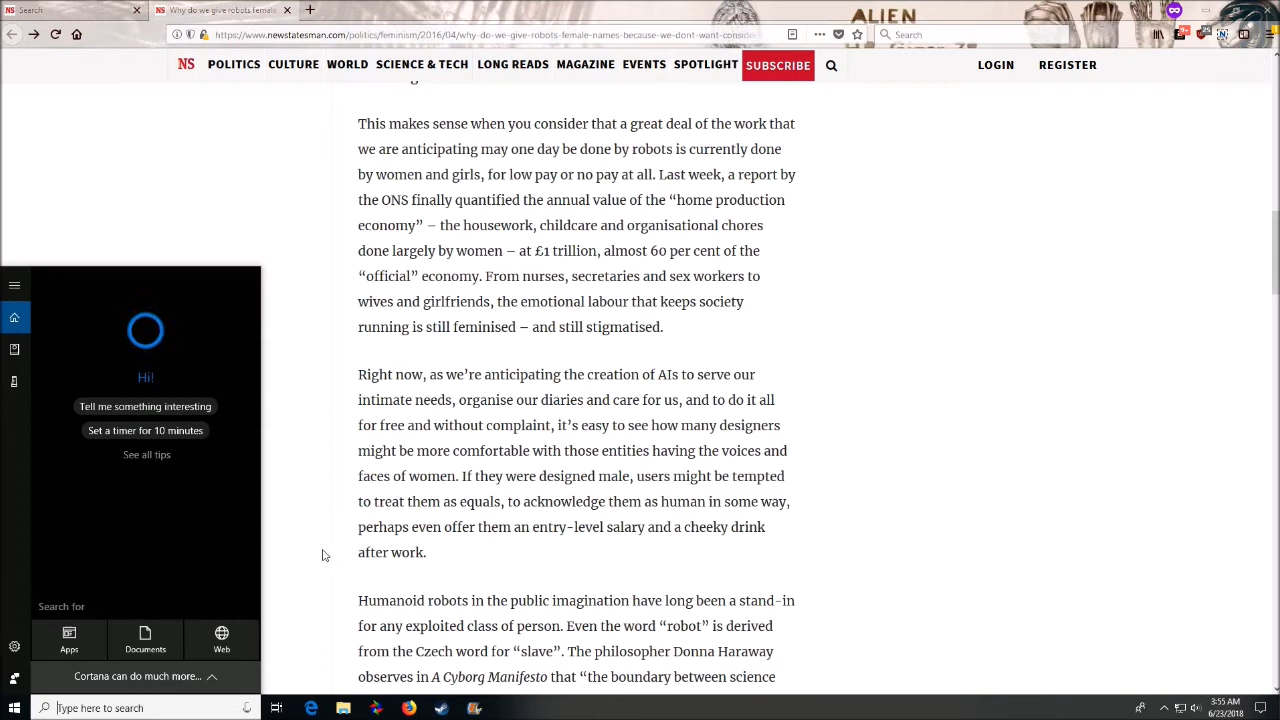 Search
Why do we give robots female
ALIEN
https://www.newstatesman.com/politics/feminism/2016/04/why-do-we-give-robots-female-names-because-we-dont-want-conside
Search
NS POLITICS CULTURE WORLD SCIENCE & TECH LONG READS MAGAZINE EVENTS SPOTLIGHT SUBSCRIBE LOGIN REGISTER
This makes sense when you consider that a great deal of the work that
we are anticipating may one day be done by robots is currently done
by women and girls, for low pay or no pay at all. Last week, a report by
the ONS finally quantified the annual value of the “home production
economy” – the housework, childcare and organisational chores
done largely by women – at £1 trillion, almost 60 per cent of the
“official” economy. From nurses, secretaries and sex workers to
wives and girlfriends, the emotional labour that keeps society
running is still feminised – and still stigmatised.
Right now, as we’re anticipating the creation of AIs to serve our
intimate needs, organise our diaries and care for us, and to do it all
for free and without complaint, it’s easy to see how many designers
might be more comfortable with those entities having the voices and
faces of women. If they were designed male, users might be tempted
to treat them as equals, to acknowledge them as human in some way,
perhaps even offer them an entry-level salary and a cheeky drink
after work.
Humanoid robots in the public imagination have long been a stand-in
for any exploited class of person. Even the word “robot” is derived
from the Czech word for “slave”. The philosopher Donna Haraway
observes in A Cyborg Manifesto that “the boundary between science
Hi!
Tell me something interesting
Set a timer for 10 minutes
See all tips
Search for
Apps Documents Web
Cortana can do much more...
Type here to search
3:55 AM
6/23/2018